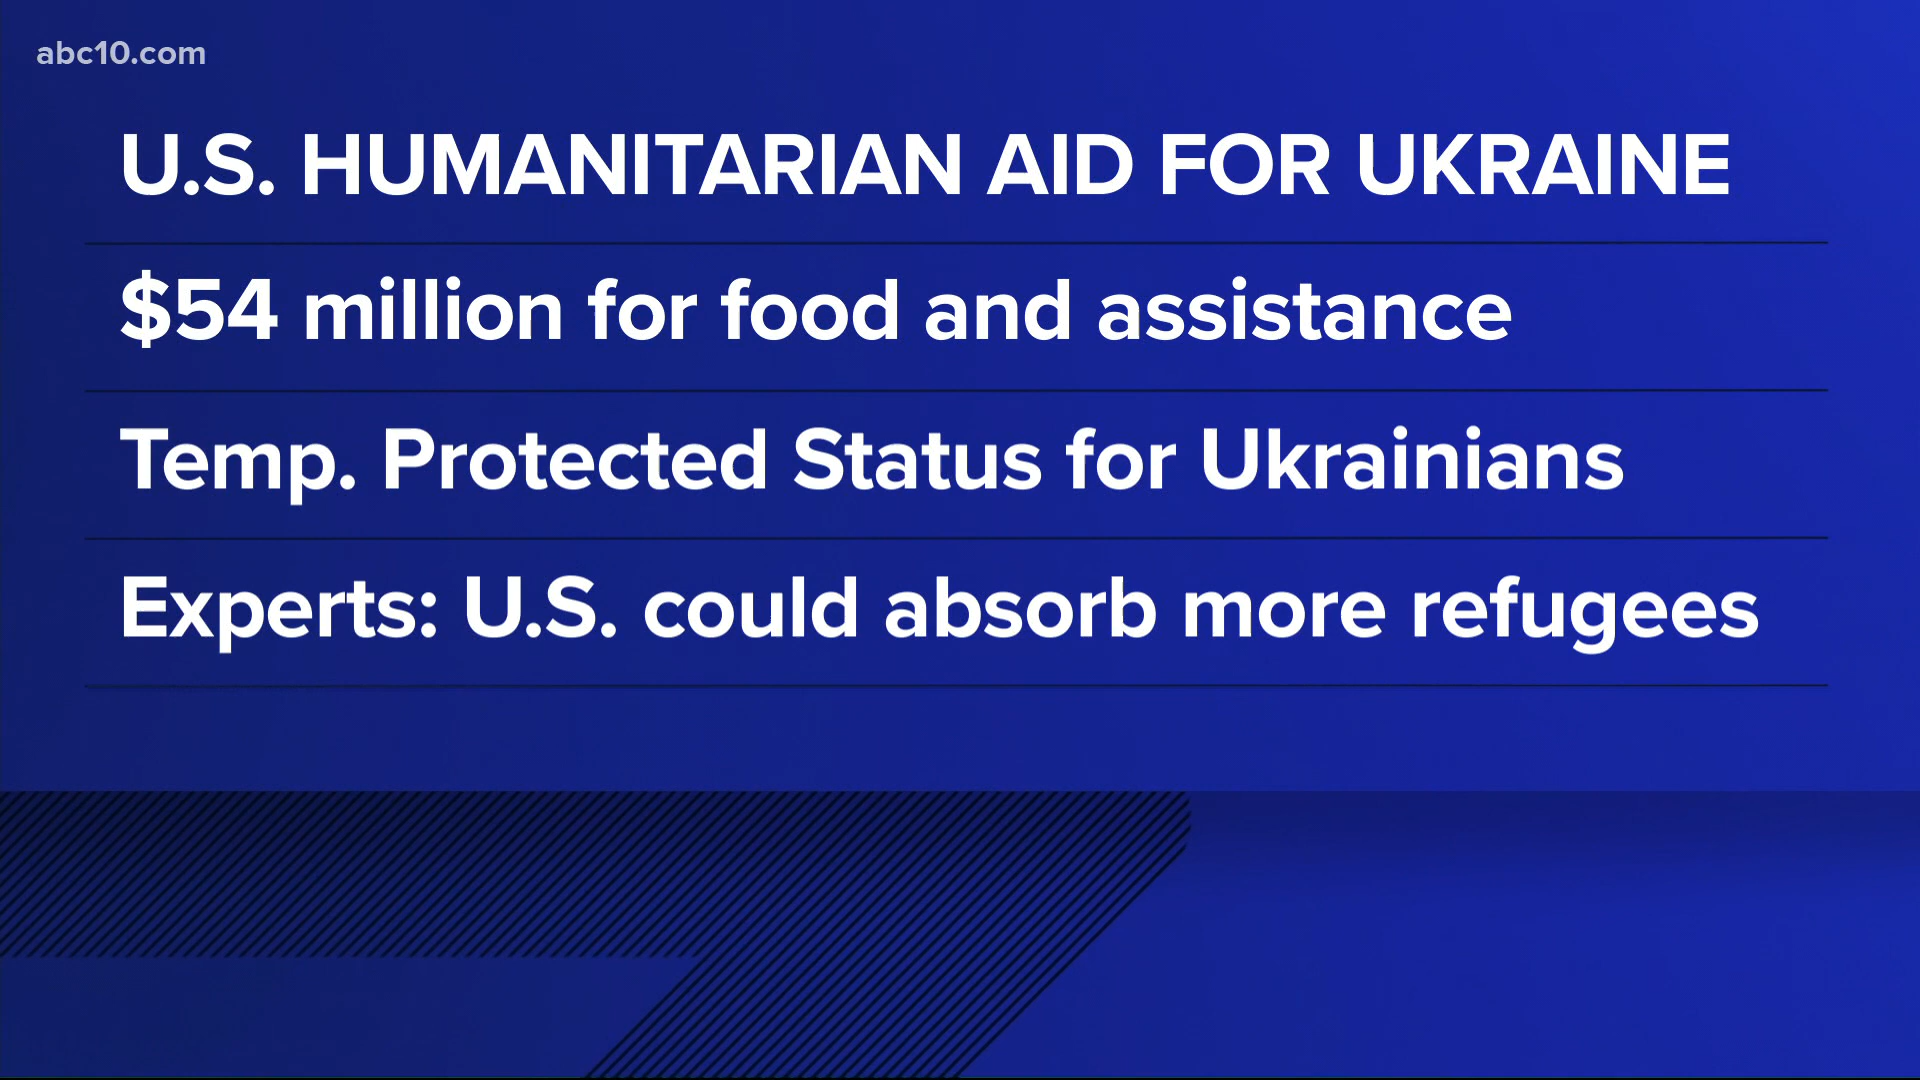 abc10.com
U.S. HUMANITARIAN AID FOR UKRAINE
$54 million for food and assistance
Temp. Protected Status for Ukrainians
Experts: U.S. could absorb more refugees